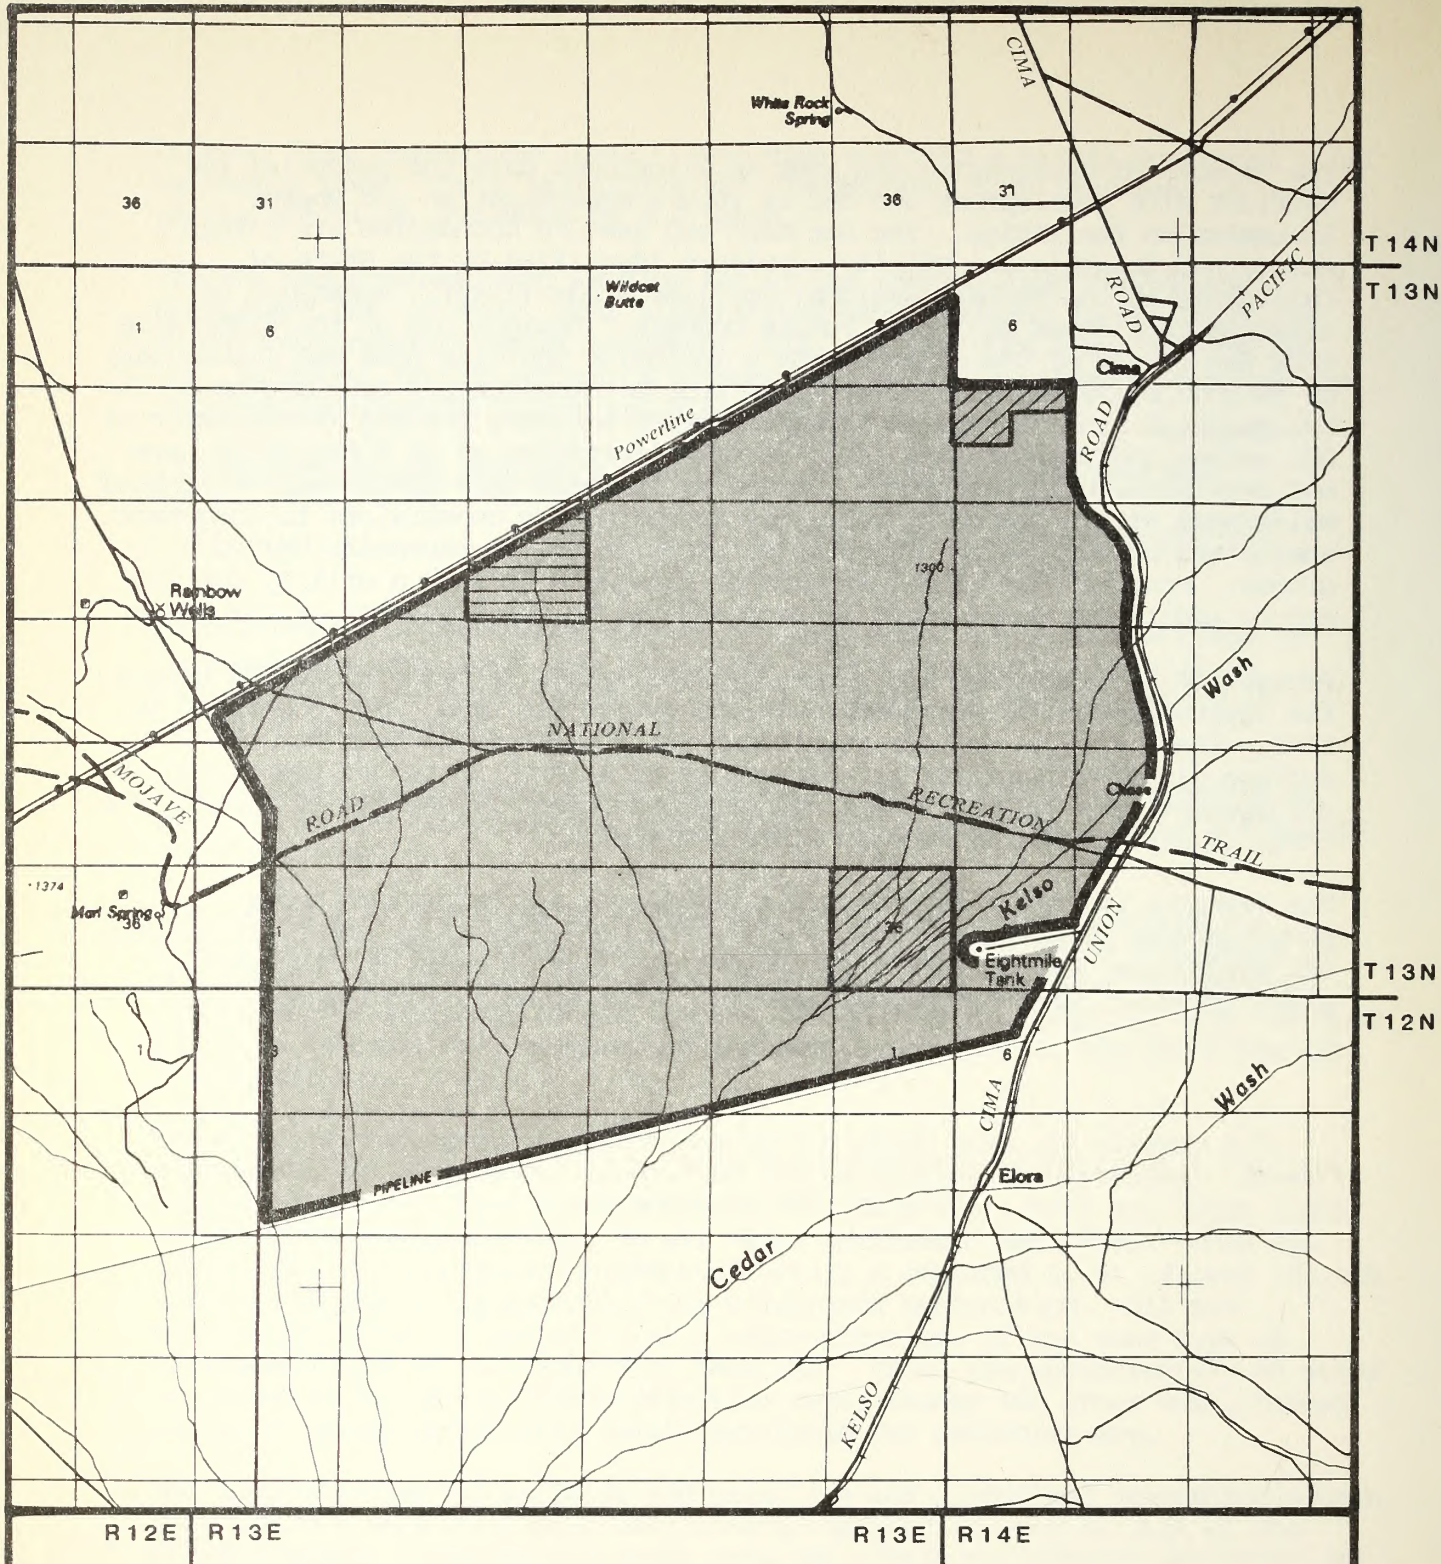 CIMA
White Rock
Spring
36
31
36
31
T14N
ROAD
PACIFIC
Wildcat
Butte
T13N
1
6
6
Cima
Powerline
ROAD
1300
Rainbow
Wells
Wash
NATIONAL
MOJAVE
Chase
ROAD
RECREATION
TRAIL
1374
Kelso
Marl Spring
36
36
UNION
Eightmile
Tank
T13N
T12N
1
1
6
CIMA
Wash
PIPELINE
Elora
Cedar
KELSO
R12E
R13E
R13E
R14E